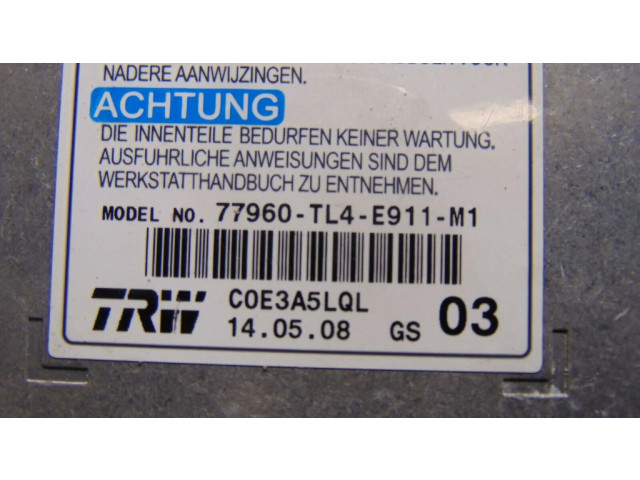 NADERE AANWIJZINGEN.
ACHTUNG
DIE INNENTEILE BEDURFEN KEINER WARTUNG.
AUSFUHRLICHE ANWEISUNGEN SIND DEM
WERKSTATTHANDBUCH ZU ENTNEHMEN.
MODEL NO. 77960-TL4-E911-M1
TRW C0E3A5LQL
14.05.08 GS 03